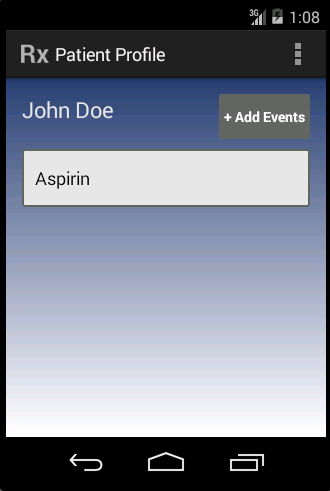 3G 1:08
Rx Patient Profile
John Doe
+ Add Events
Aspirin